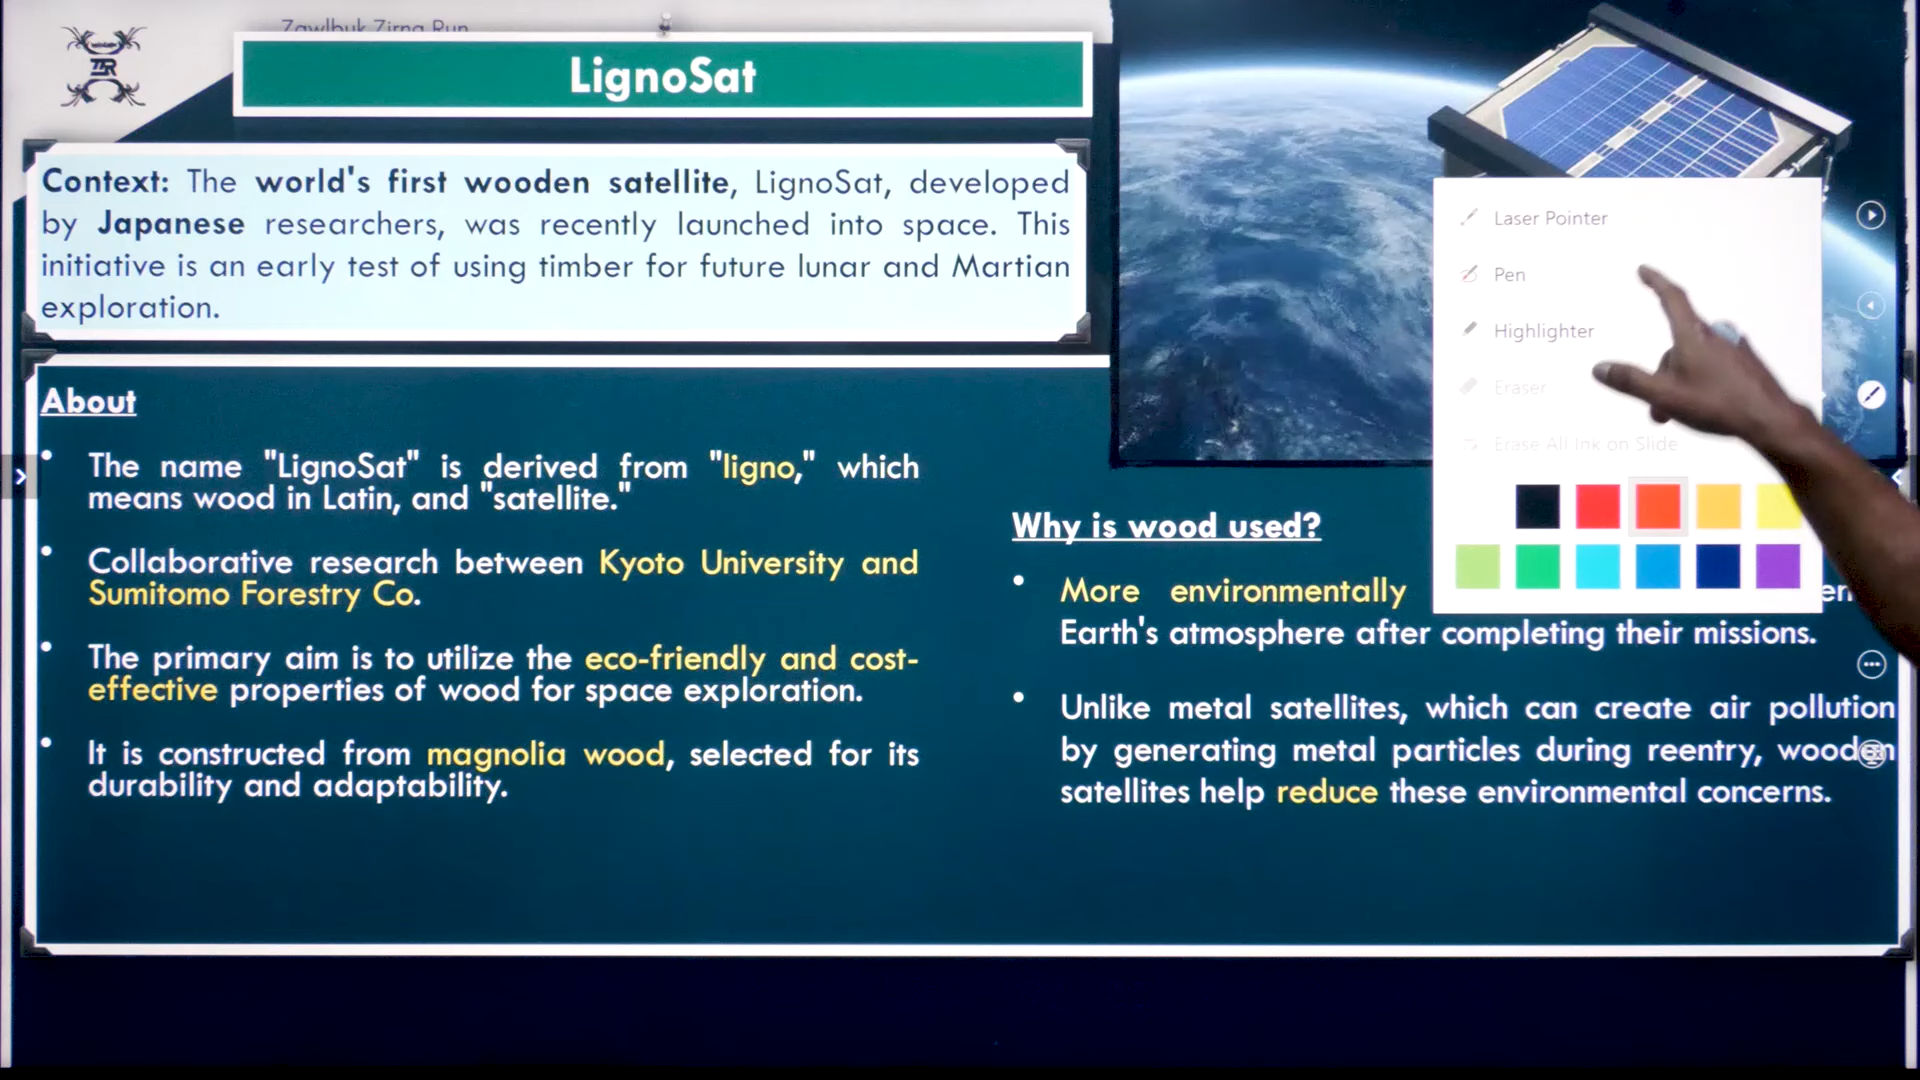 Zawlbuk Zirna Run
LignoSat
Context: The world's first wooden satellite, LignoSat, developed
by Japanese researchers, was recently launched into space. This
initiative is an early test of using timber for future lunar and Martian
exploration.
About
• The name "LignoSat" is derived from "ligno," which
means wood in Latin, and "satellite."
• Collaborative research between Kyoto University and
Sumitomo Forestry Co.
• The primary aim is to utilize the eco-friendly and cost-
effective properties of wood for space exploration.
• It is constructed from magnolia wood, selected for its
durability and adaptability.
Laser Pointer
Pen
Highlighter
Eraser
Erase All Ink on Slide
Why is wood used?
• More environmentally
Earth's atmosphere after completing their missions.
• Unlike metal satellites, which can create air pollution
by generating metal particles during reentry, wooden
satellites help reduce these environmental concerns.